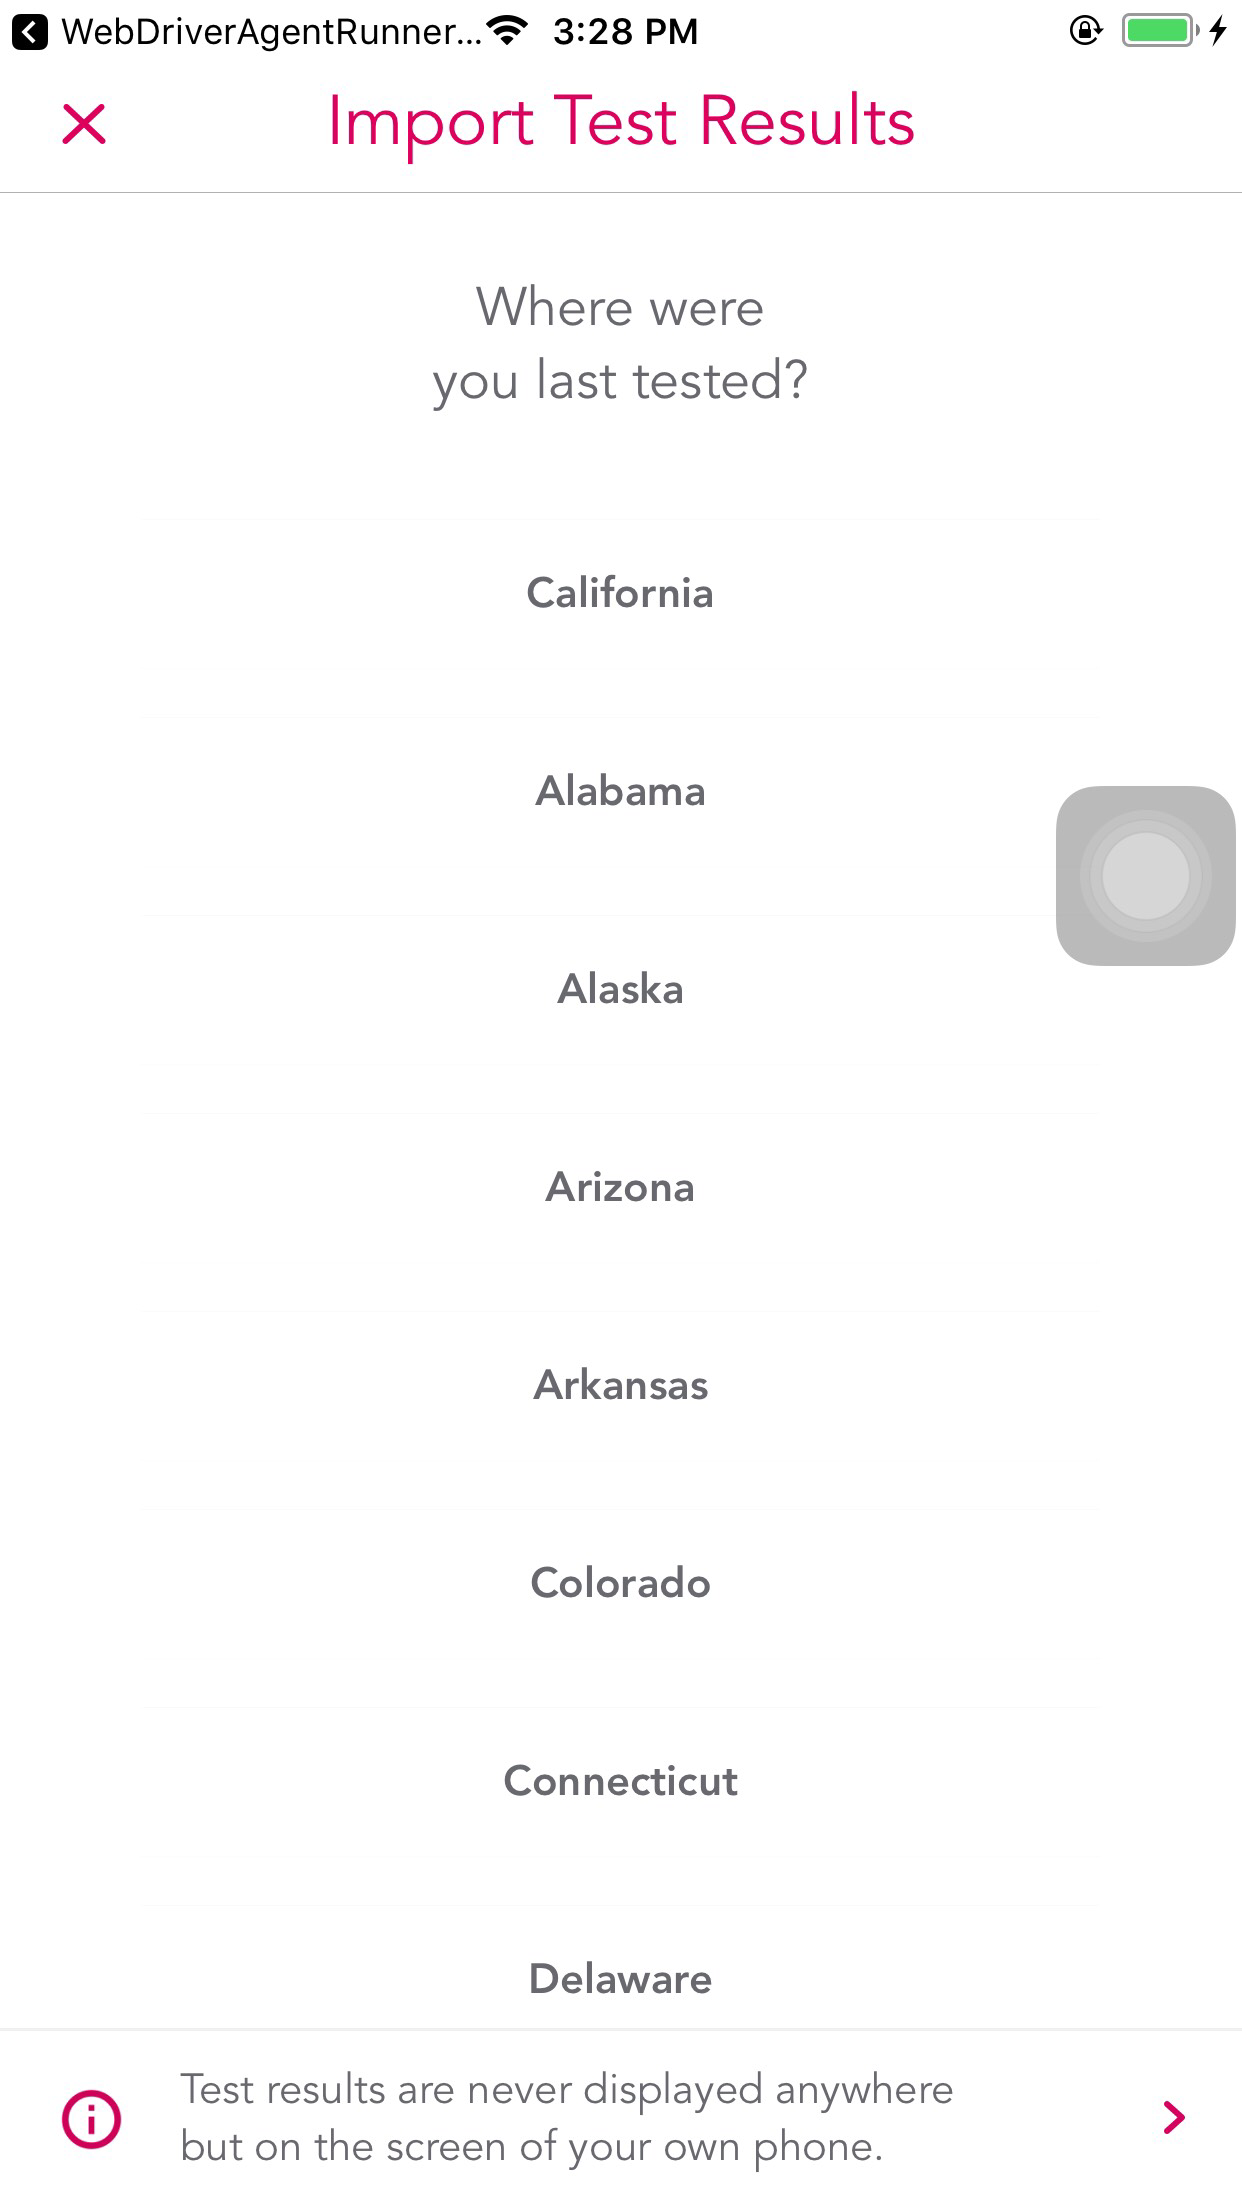 WebDriverAgentRunner... 3:28 PM
Import Test Results
Where were
you last tested?
California
Alabama
Alaska
Arizona
Arkansas
Colorado
Connecticut
Delaware
Test results are never displayed anywhere
but on the screen of your own phone.